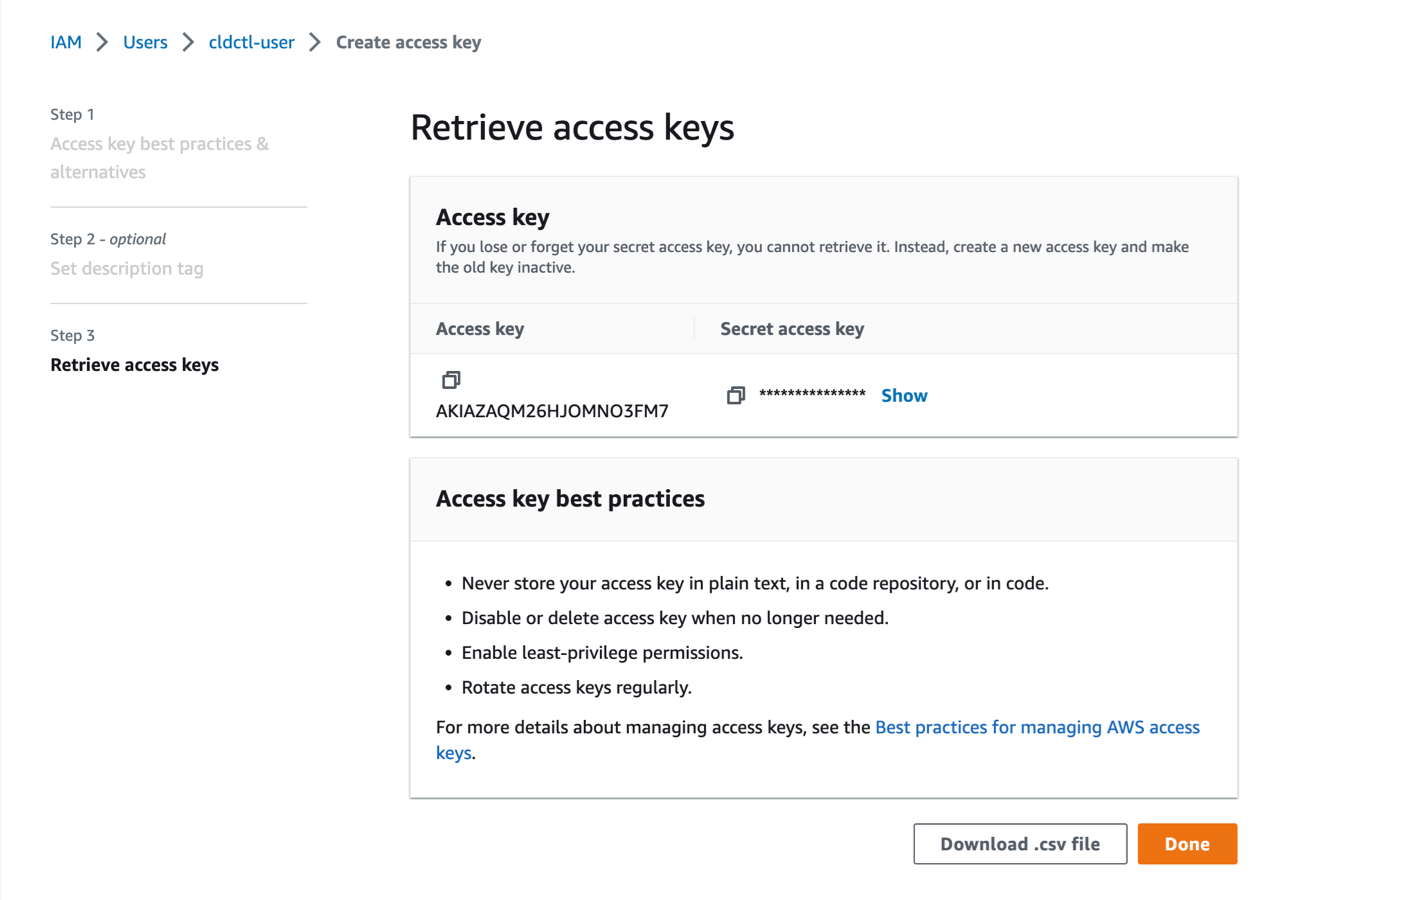 IAM > Users > cldctl-user > Create access key
Step 1
Access key best practices &
alternatives
Step 2 - optional
Set description tag
Step 3
Retrieve access keys
Retrieve access keys
Access key
If you lose or forget your secret access key, you cannot retrieve it. Instead, create a new access key and make
the old key inactive.
Access key
Secret access key
AKIAZAQM26HJOMNO3FM7
*************** Show
Access key best practices
• Never store your access key in plain text, in a code repository, or in code.
• Disable or delete access key when no longer needed.
• Enable least-privilege permissions.
• Rotate access keys regularly.
For more details about managing access keys, see the Best practices for managing AWS access
keys.
Download .csv file
Done